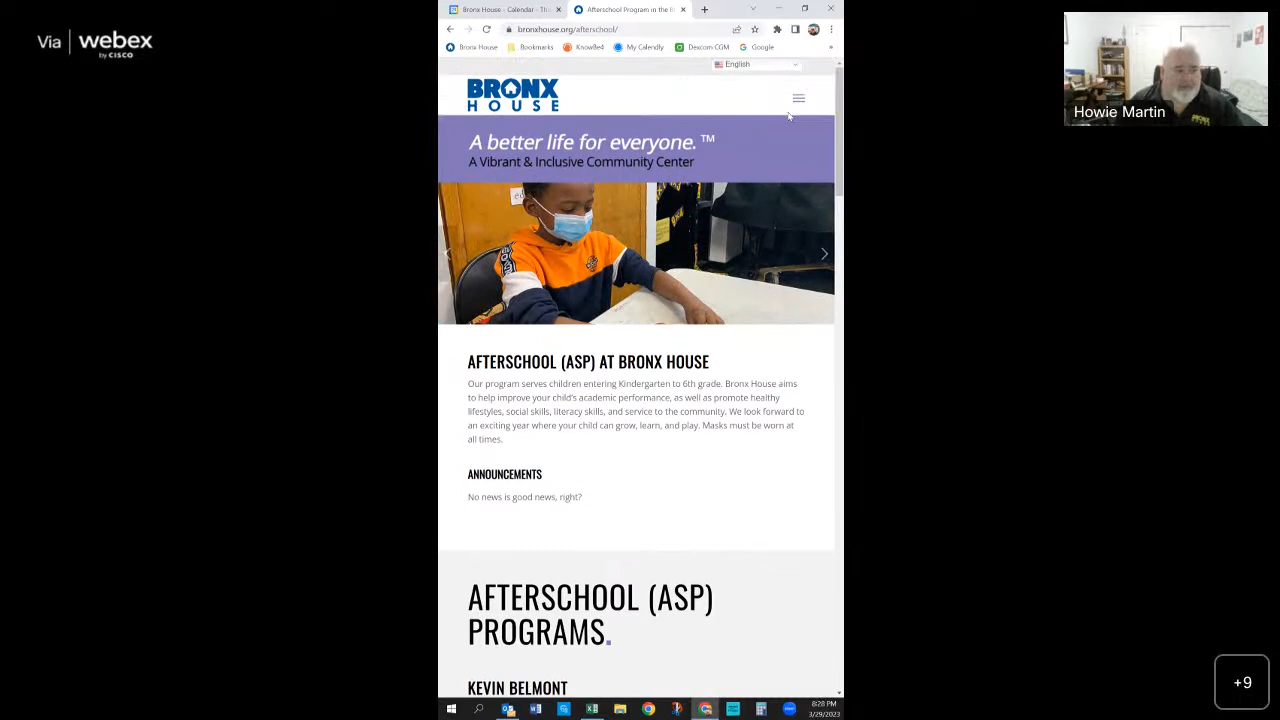 Via webex
by CISCO
Bronx House - Calendar - Thi
Afterschool Program in the Br
bronxhouse.org/afterschool/
Bronx House
Bookmarks
KnowBe4
My Calendly
Dexcom CGM
Google
English
BRONX
HOUSE
A better life for everyone.™
A Vibrant & Inclusive Community Center
AFTERSCHOOL (ASP) AT BRONX HOUSE
Our program serves children entering Kindergarten to 6th grade. Bronx House aims
to help improve your child's academic performance, as well as promote healthy
lifestyles, social skills, literacy skills, and service to the community. We look forward to
an exciting year where your child can grow, learn, and play. Masks must be worn at
all times.
ANNOUNCEMENTS
No news is good news, right?
AFTERSCHOOL (ASP)
PROGRAMS.
KEVIN BELMONT
8:28 PM
3/29/2023
Howie Martin
+9